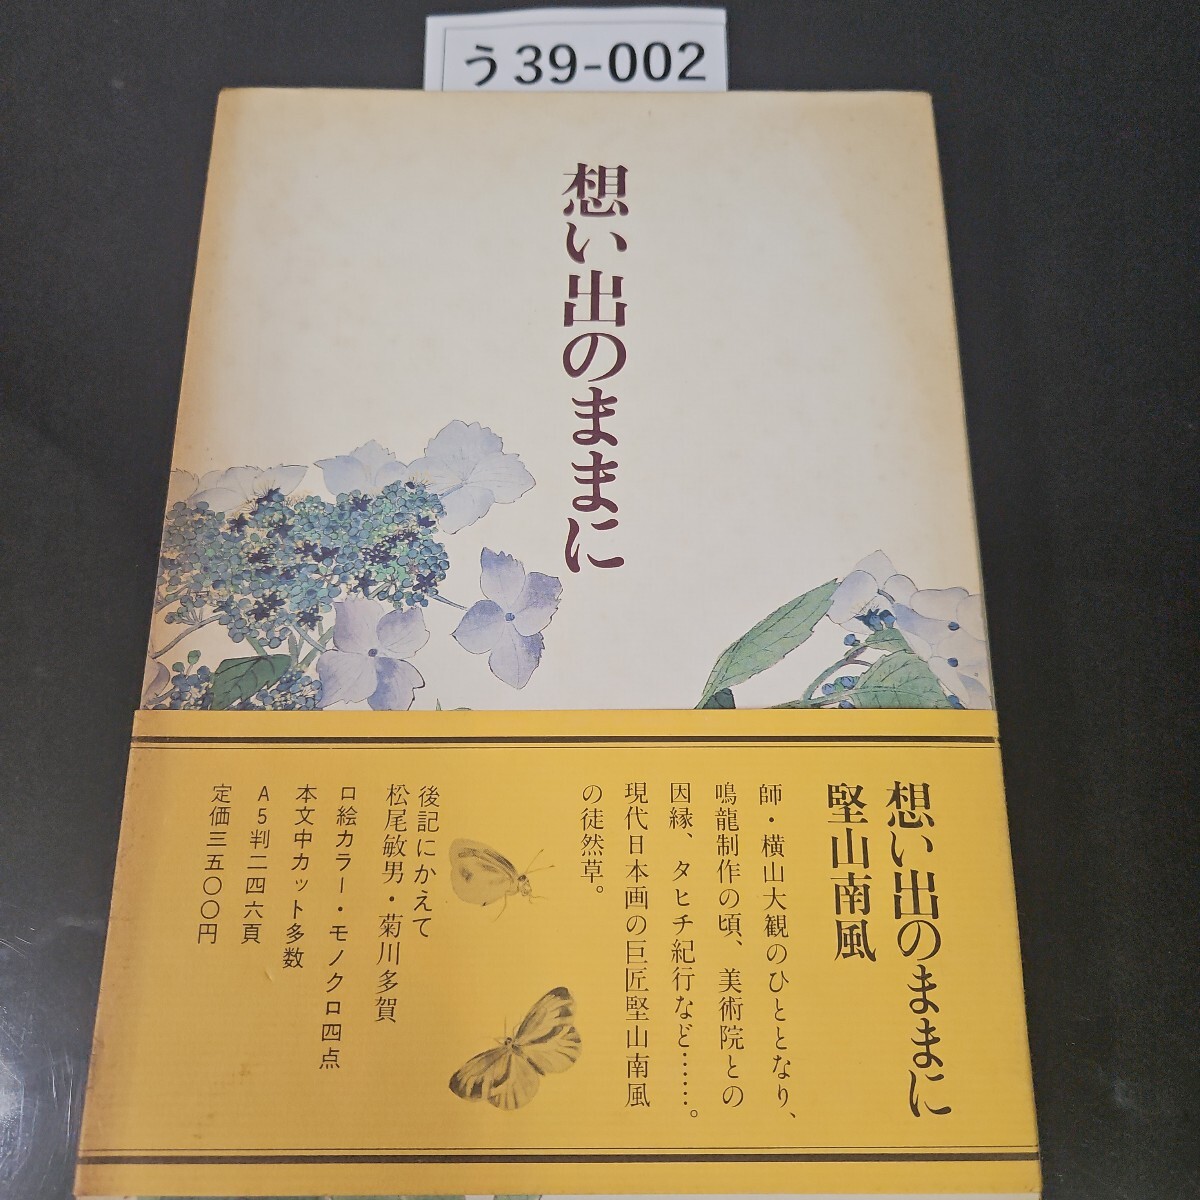 う39-002
想い出のままに
想い出のままに
堅山南風
師・横山大観のひととなり、
鳴龍制作の頃、美術院との
因縁、タヒチ紀行など……。
現代日本画の巨匠堅山南風
の徒然草。
後記にかえて
松尾敏男・菊川多賀
口絵カラー・モノクロ四点
本文中カット多数
A5判二四六頁
定価三五〇〇円